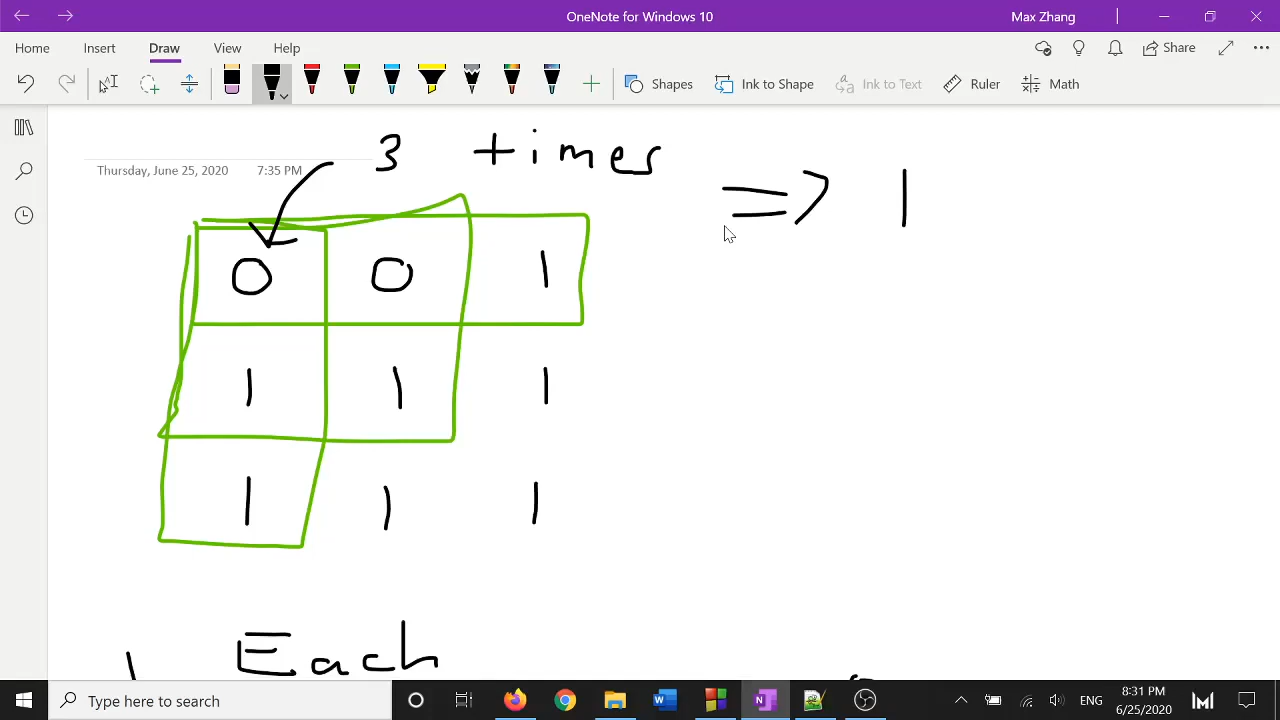 OneNote for Windows 10
Max Zhang
Home Insert Draw View Help
Share
Shapes Ink to Shape Ink to Text Ruler Math
3 times
Thursday, June 25, 2020 7:35 PM
=> 1
0 0 1
1 1 1
1 1 1
Each
Type here to search
ENG
8:31 PM
6/25/2020